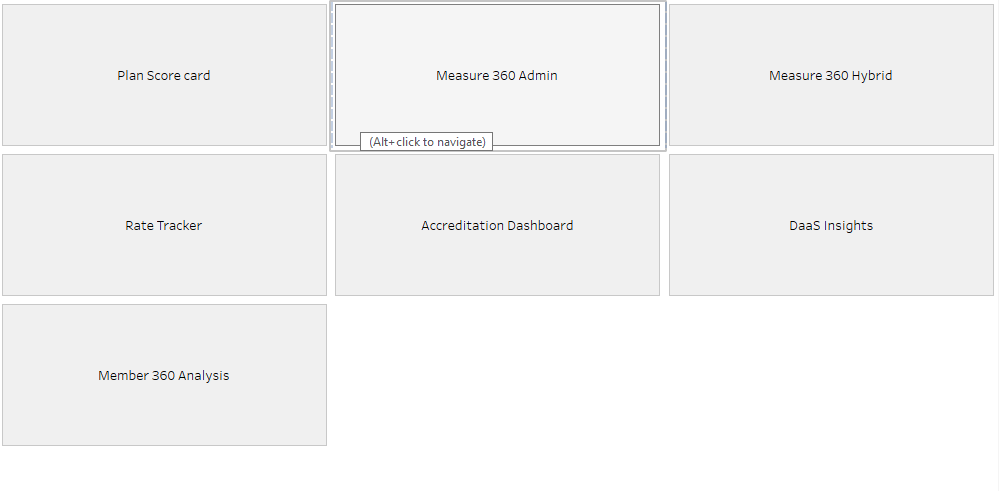 Plan Score card
Measure 360 Admin
Measure 360 Hybrid
(Alt+click to navigate)
Rate Tracker
Accreditation Dashboard
DaaS Insights
Member 360 Analysis